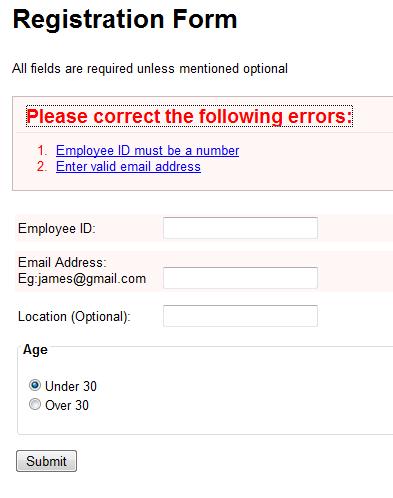 Registration Form
All fields are required unless mentioned optional
Please correct the following errors:
1. Employee ID must be a number
2. Enter valid email address
Employee ID:
Email Address:
Eg:james@gmail.com
Location (Optional):
Age
Under 30
Over 30
Submit